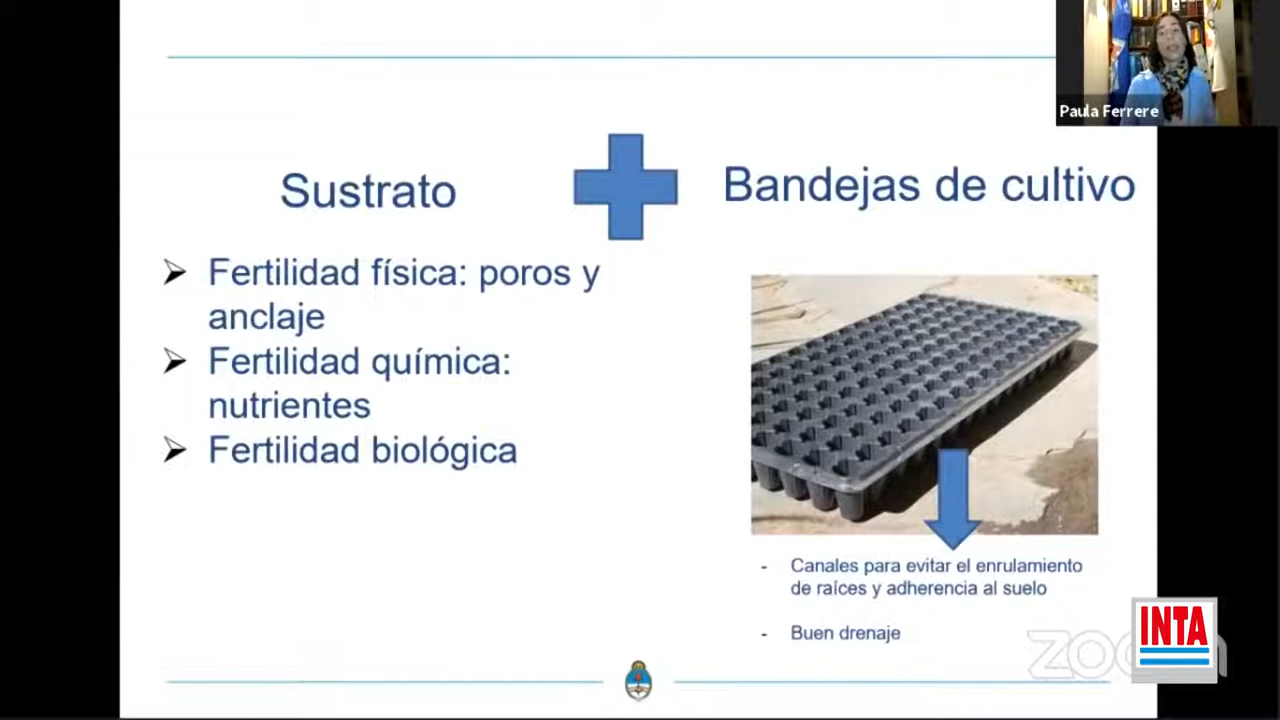 Paula Ferrere
Sustrato
Bandejas de cultivo
Fertilidad física: poros y
anclaje
Fertilidad química:
nutrientes
Fertilidad biológica
- Canales para evitar el enrulamiento
de raíces y adherencia al suelo
- Buen drenaje
zoom
INTA